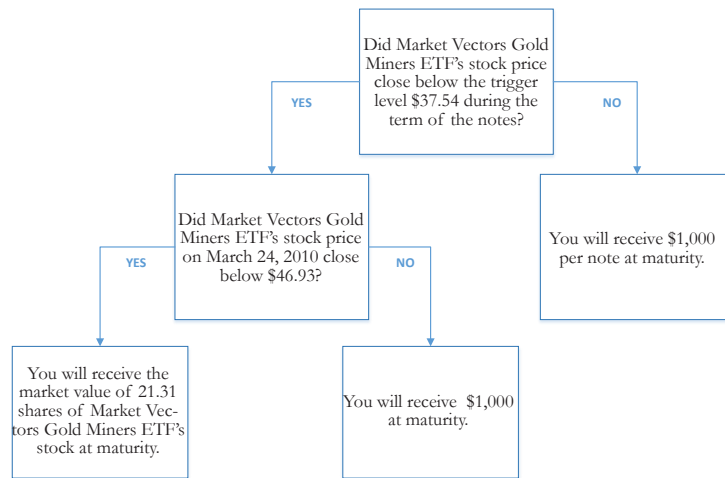 Did Market Vectors Gold
Miners ETF's stock price
close below the trigger
level $37.54 during the
term of the notes?
YES
NO
Did Market Vectors Gold
Miners ETF's stock price
on March 24, 2010 close
below $46.93?
You will receive $1,000
per note at maturity.
YES
NO
You will receive the
market value of 21.31
shares of Market Vec-
tors Gold Miners ETF's
stock at maturity.
You will receive $1,000
at maturity.